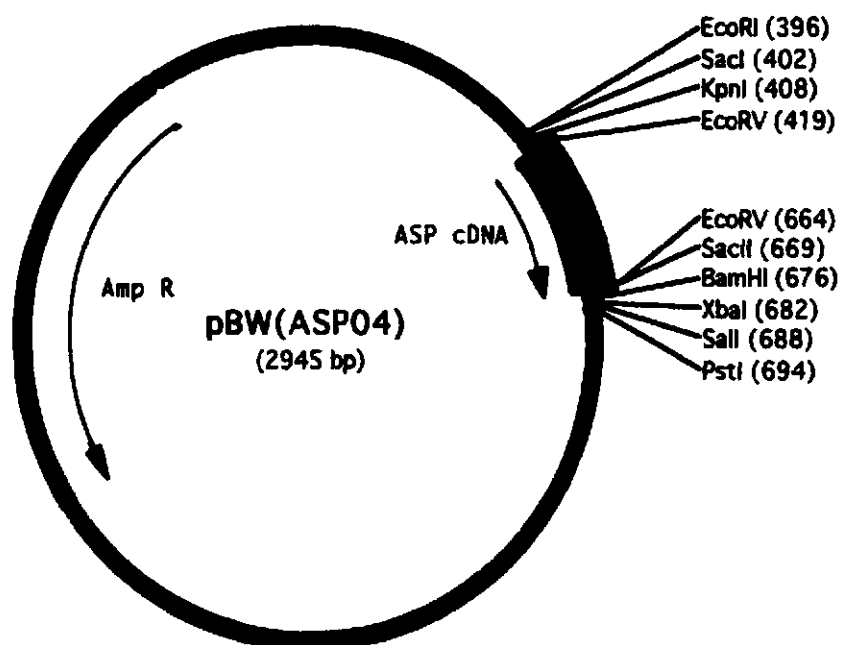 EcoRI (396)
SacI (402)
KpnI (408)
EcoRV (419)
EcoRV (664)
SacII (669)
BamHI (676)
XbaI (682)
SalI (688)
PstI (694)
ASP cDNA
Amp R
pBW(ASP04)
(2945 bp)